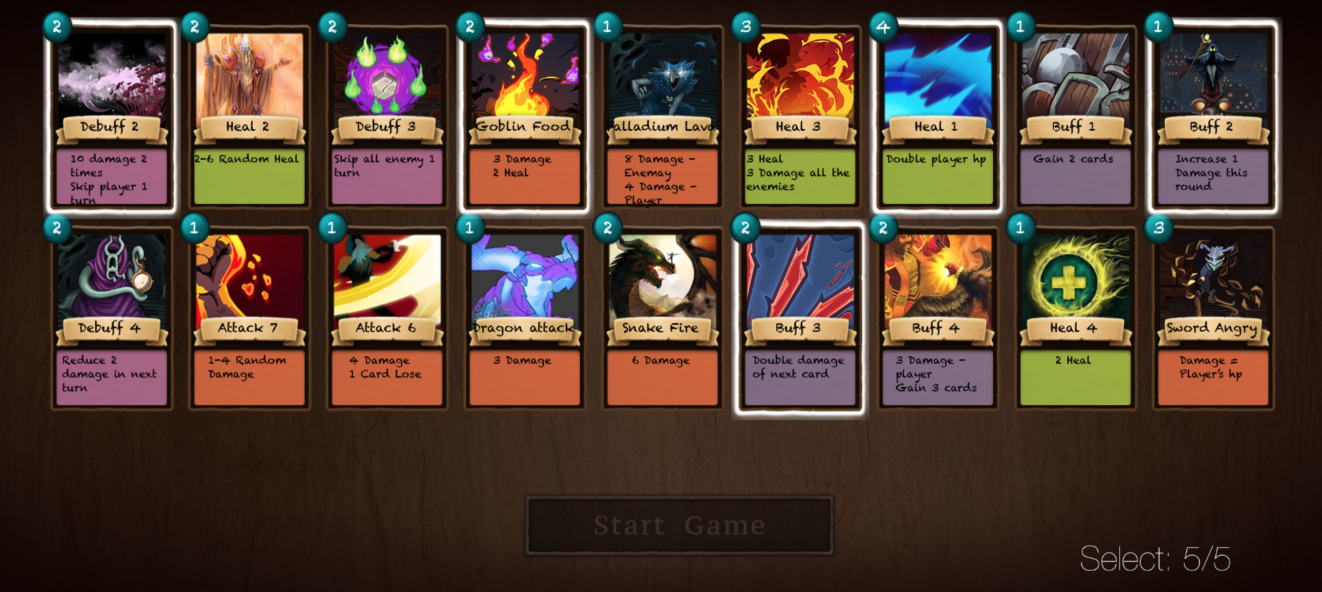 2
Debuff 2
10 damage 2
times
Skip player 1
turn
2
Heal 2
2-6 Random Heal
2
Debuff 3
Skip all enemy 1
turn
2
Goblin Food
3 Damage
2 Heal
1
alladium Lava
8 Damage -
Enemay
4 Damage -
Player
3
Heal 3
3 Heal
3 Damage all the
enemies
4
Heal 1
Double player hp
1
Buff 1
Gain 2 cards
1
Buff 2
Increase 1
Damage this
round
2
Debuff 4
Reduce 2
damage in next
turn
1
Attack 7
1-4 Random
Damage
1
Attack 6
4 Damage
1 Card Lose
1
Dragon attack
3 Damage
2
Snake Fire
6 Damage
2
Buff 3
Double damage
of next card
2
Buff 4
3 Damage -
player
Gain 3 cards
1
Heal 4
2 Heal
3
Sword Angry
Damage =
Player's hp
Start Game
Select: 5/5